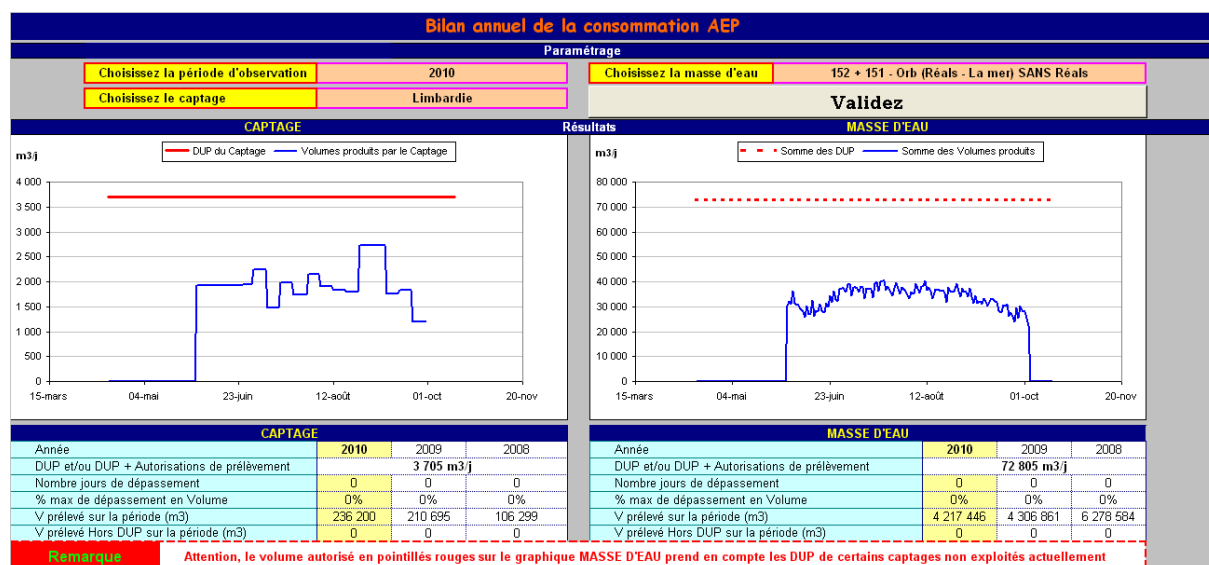 Bilan annuel de la consommation AEP
Paramétrage
Choisissez la période d'observation 2010 Choisissez la masse d'eau 152 + 151 - Orb (Réals - La mer) SANS Réals
Choisissez le captage Limbardie Validez
CAPTAGE Résultats MASSE D'EAU
DUP du Captage Volumes produits par le Captage
m3/j
4 000
3 500
3 000
2 500
2 000
1 500
1 000
500
0
15-mars 04-mai 23-juin 12-août 01-oct 20-nov
Somme des DUP Somme des Volumes produits
m3/j
80 000
70 000
60 000
50 000
40 000
30 000
20 000
10 000
0
15-mars 04-mai 23-juin 12-août 01-oct 20-nov
CAPTAGE
Année 2010 2009 2008
DUP et/ou DUP + Autorisations de prélèvement 3 705 m3/j
Nombre jours de dépassement 0 0 0
% max de dépassement en Volume 0% 0% 0%
V prélevé sur la période (m3) 236 200 210 695 106 299
V prélevé Hors DUP sur la période (m3) 0 0 0
MASSE D'EAU
Année 2010 2009 2008
DUP et/ou DUP + Autorisations de prélèvement 72 805 m3/j
Nombre jours de dépassement 0 0 0
% max de dépassement en Volume 0% 0% 0%
V prélevé sur la période (m3) 4 217 446 4 306 861 6 278 584
V prélevé Hors DUP sur la période (m3) 0 0 0
Remarque Attention, le volume autorisé en pointillés rouges sur le graphique MASSE D'EAU prend en compte les DUP de certains captages non exploités actuellement